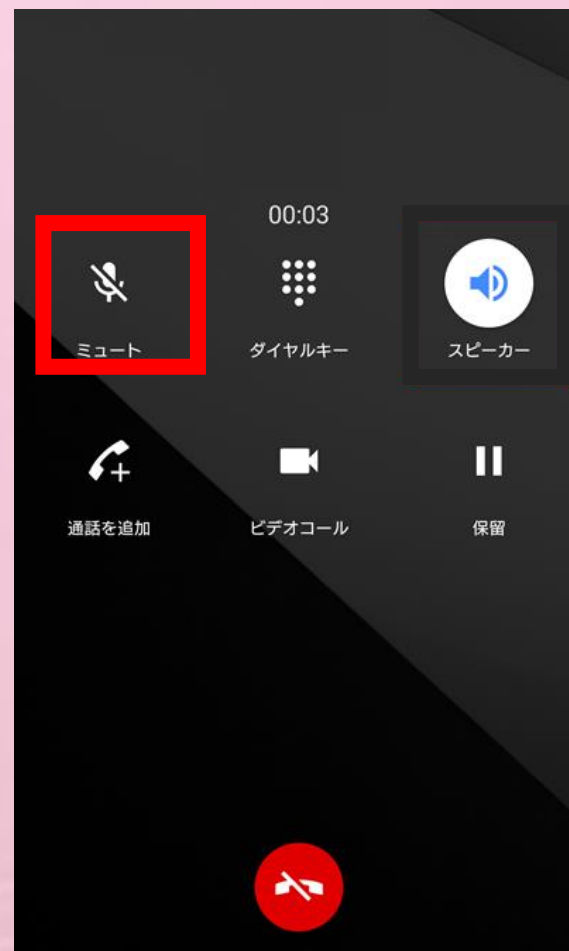 00:03
ミュート
ダイヤルキー
スピーカー
通話を追加
ビデオコール
保留